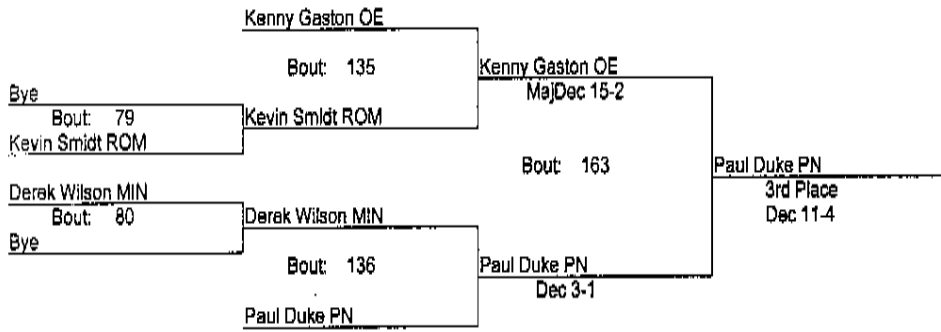 Kenny Gaston OE
Bout: 135
Kenny Gaston OE
MajDec 15-2
Bye
Bout: 79
Kevin Smidt ROM
Kevin Smidt ROM
Bout: 163
Paul Duke PN
3rd Place
Dec 11-4
Derek Wilson MIN
Bout: 80
Derek Wilson MIN
Bye
Bout: 136
Paul Duke PN
Dec 3-1
Paul Duke PN